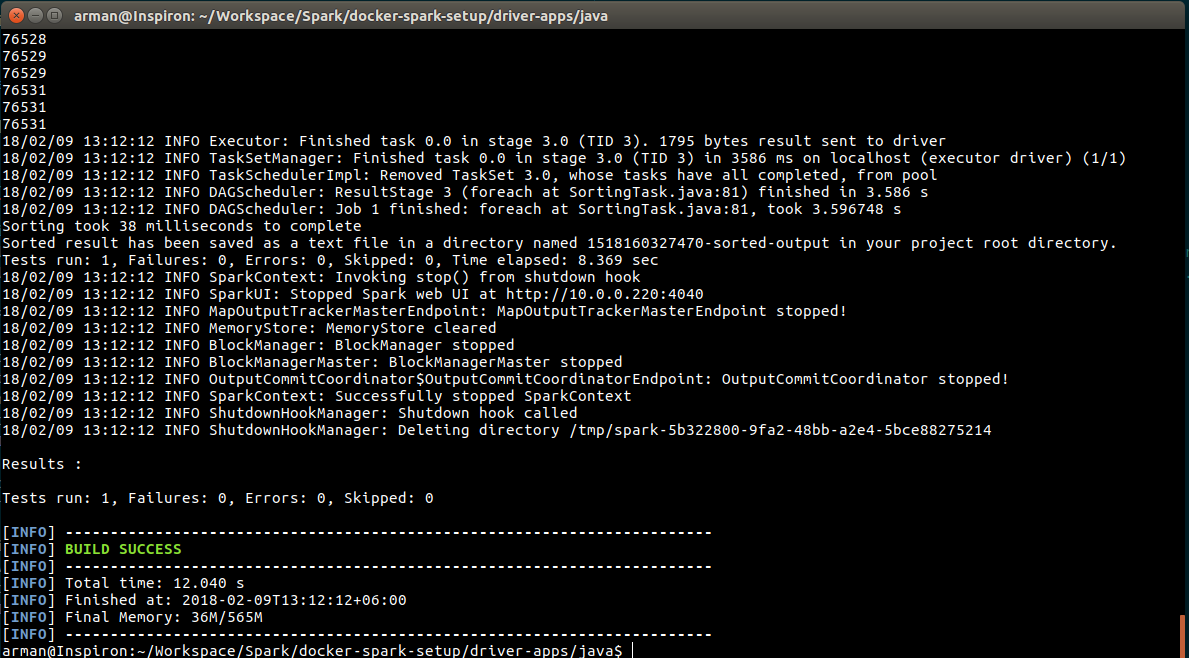 arman@Inspiron: ~/Workspace/Spark/docker-spark-setup/driver-apps/java
76528
76529
76529
76531
76531
76531
18/02/09 13:12:12 INFO Executor: Finished task 0.0 in stage 3.0 (TID 3). 1795 bytes result sent to driver
18/02/09 13:12:12 INFO TaskSetManager: Finished task 0.0 in stage 3.0 (TID 3) in 3586 ms on localhost (executor driver) (1/1)
18/02/09 13:12:12 INFO TaskSchedulerImpl: Removed TaskSet 3.0, whose tasks have all completed, from pool
18/02/09 13:12:12 INFO DAGScheduler: ResultStage 3 (foreach at SortingTask.java:81) finished in 3.586 s
18/02/09 13:12:12 INFO DAGScheduler: Job 1 finished: foreach at SortingTask.java:81, took 3.596748 s
Sorting took 38 milliseconds to complete
Sorted result has been saved as a text file in a directory named 1518160327470-sorted-output in your project root directory.
Tests run: 1, Failures: 0, Errors: 0, Skipped: 0, Time elapsed: 8.369 sec
18/02/09 13:12:12 INFO SparkContext: Invoking stop() from shutdown hook
18/02/09 13:12:12 INFO SparkUI: Stopped Spark web UI at http://10.0.0.220:4040
18/02/09 13:12:12 INFO MapOutputTrackerMasterEndpoint: MapOutputTrackerMasterEndpoint stopped!
18/02/09 13:12:12 INFO MemoryStore: MemoryStore cleared
18/02/09 13:12:12 INFO BlockManager: BlockManager stopped
18/02/09 13:12:12 INFO BlockManagerMaster: BlockManagerMaster stopped
18/02/09 13:12:12 INFO OutputCommitCoordinator$OutputCommitCoordinatorEndpoint: OutputCommitCoordinator stopped!
18/02/09 13:12:12 INFO SparkContext: Successfully stopped SparkContext
18/02/09 13:12:12 INFO ShutdownHookManager: Shutdown hook called
18/02/09 13:12:12 INFO ShutdownHookManager: Deleting directory /tmp/spark-5b322800-9fa2-48bb-a2e4-5bce88275214
Results :
Tests run: 1, Failures: 0, Errors: 0, Skipped: 0
[INFO] ------------------------------------------------------------------------
[INFO] BUILD SUCCESS
[INFO] ------------------------------------------------------------------------
[INFO] Total time: 12.040 s
[INFO] Finished at: 2018-02-09T13:12:12+06:00
[INFO] Final Memory: 36M/565M
[INFO] ------------------------------------------------------------------------
arman@Inspiron:~/Workspace/Spark/docker-spark-setup/driver-apps/java$